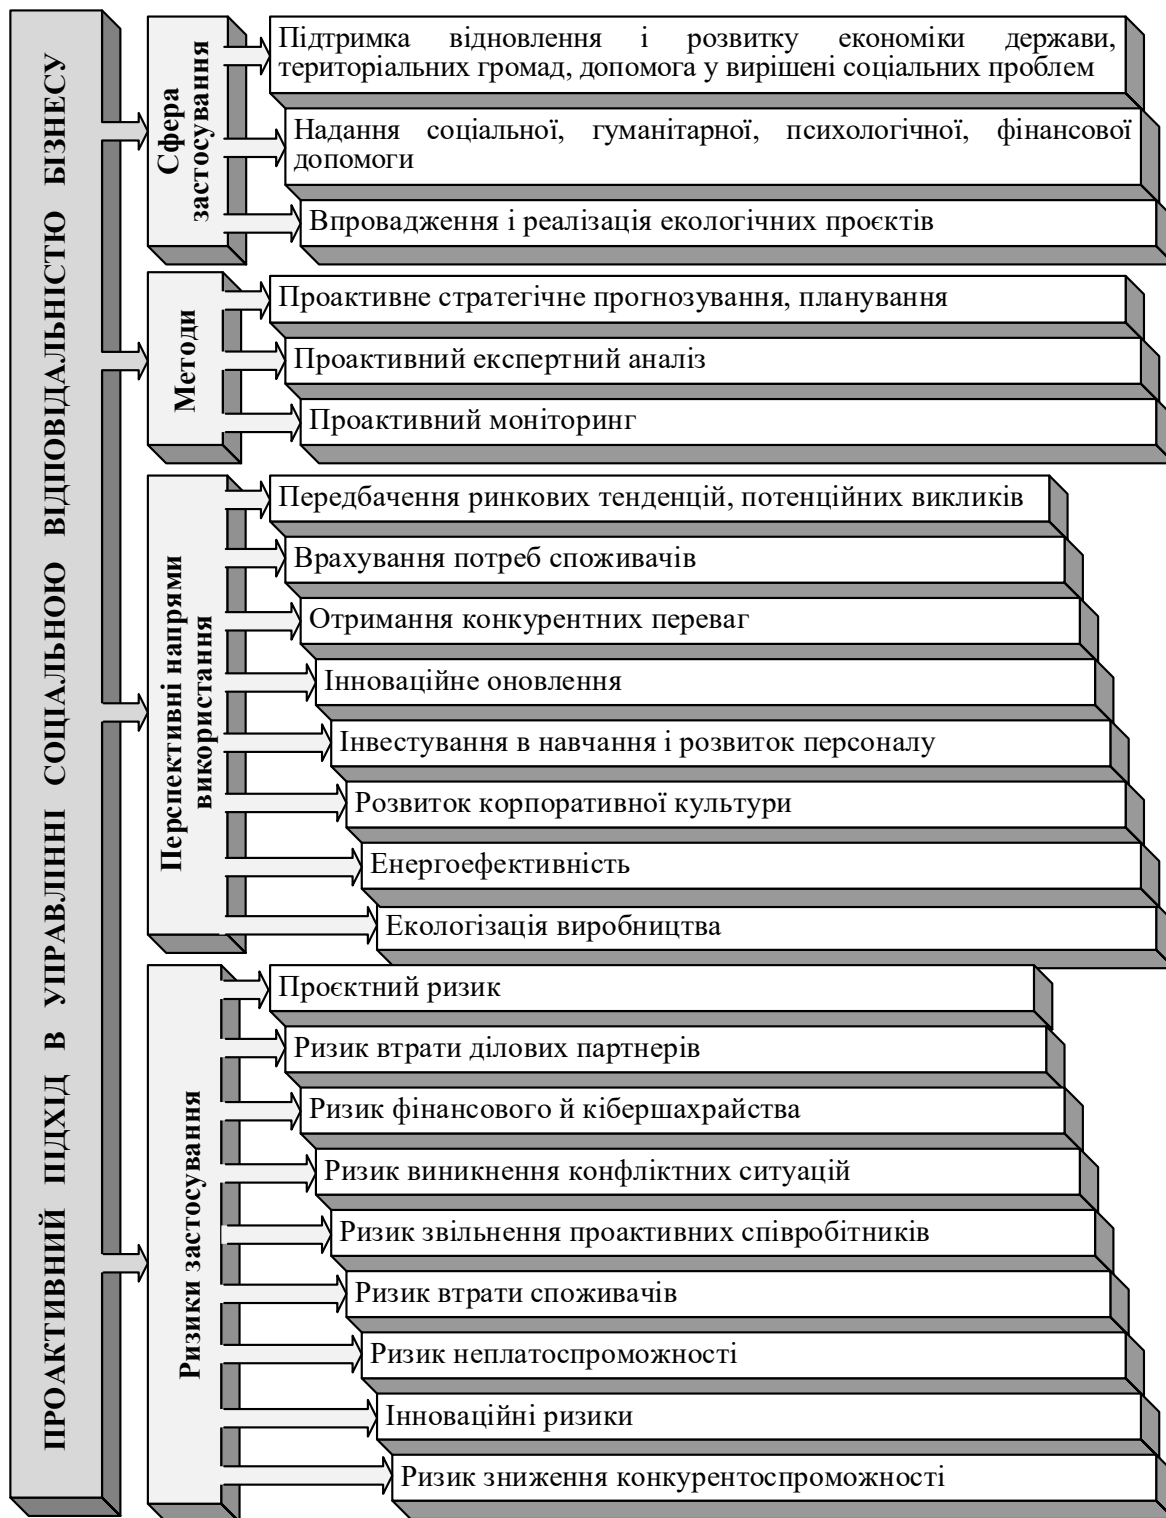 ПРОАКТИВНИЙ ПІДХІД В УПРАВЛІННІ СОЦІАЛЬНОЮ ВІДПОВІДАЛЬНІСТЮ БІЗНЕСУ
Сфера
застосування
Підтримка відновлення і розвитку економіки держави,
територіальних громад, допомога у вирішені соціальних проблем
Надання соціальної, гуманітарної, психологічної, фінансової
допомоги
Впровадження і реалізація екологічних проєктів
Методи
Проактивне стратегічне прогнозування, планування
Проактивний експертний аналіз
Проактивний моніторинг
Перспективні напрями
використання
Передбачення ринкових тенденцій, потенційних викликів
Врахування потреб споживачів
Отримання конкурентних переваг
Інноваційне оновлення
Інвестування в навчання і розвиток персоналу
Розвиток корпоративної культури
Енергоефективність
Екологізація виробництва
Ризики застосування
Проєктний ризик
Ризик втрати ділових партнерів
Ризик фінансового й кібершахрайства
Ризик виникнення конфліктних ситуацій
Ризик звільнення проактивних співробітників
Ризик втрати споживачів
Ризик неплатоспроможності
Інноваційні ризики
Ризик зниження конкурентоспроможності